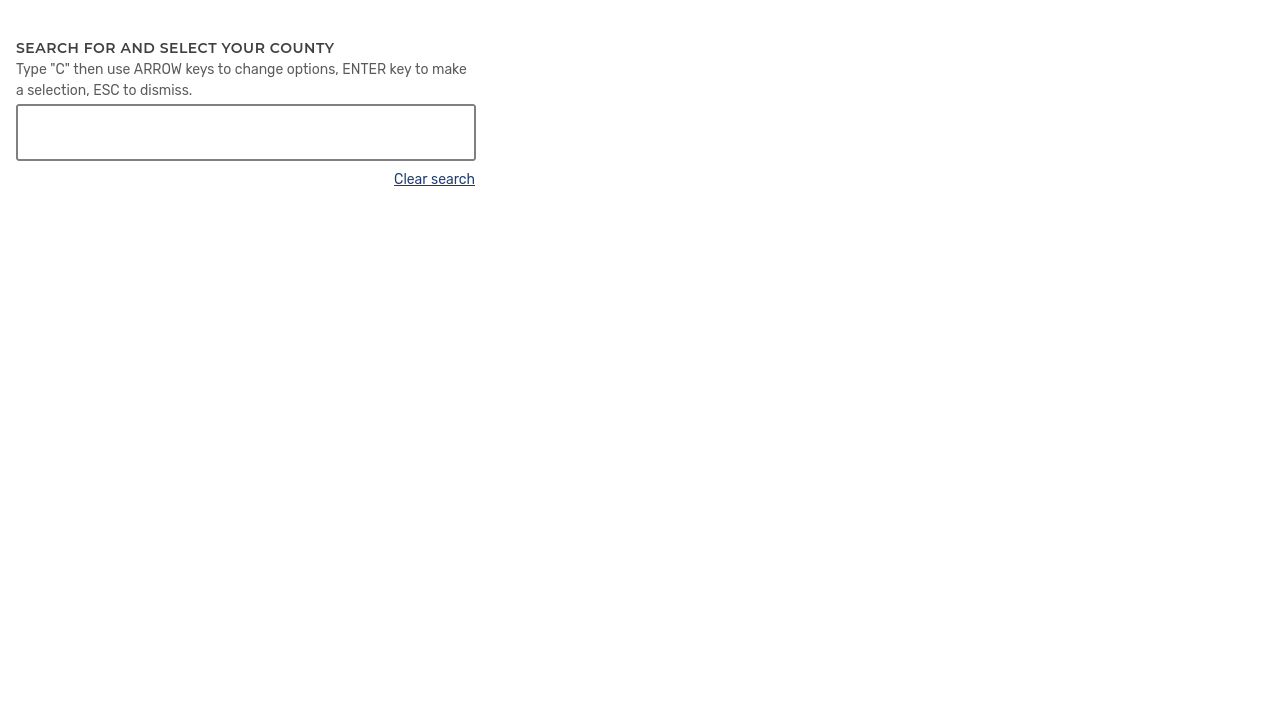 SEARCH FOR AND SELECT YOUR COUNTY
Type "C" then use ARROW keys to change options, ENTER key to make
a selection, ESC to dismiss.
Clear search